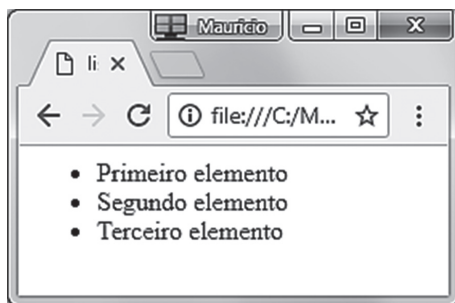 Mauricio
li
file:///C:/M...
Primeiro elemento
Segundo elemento
Terceiro elemento